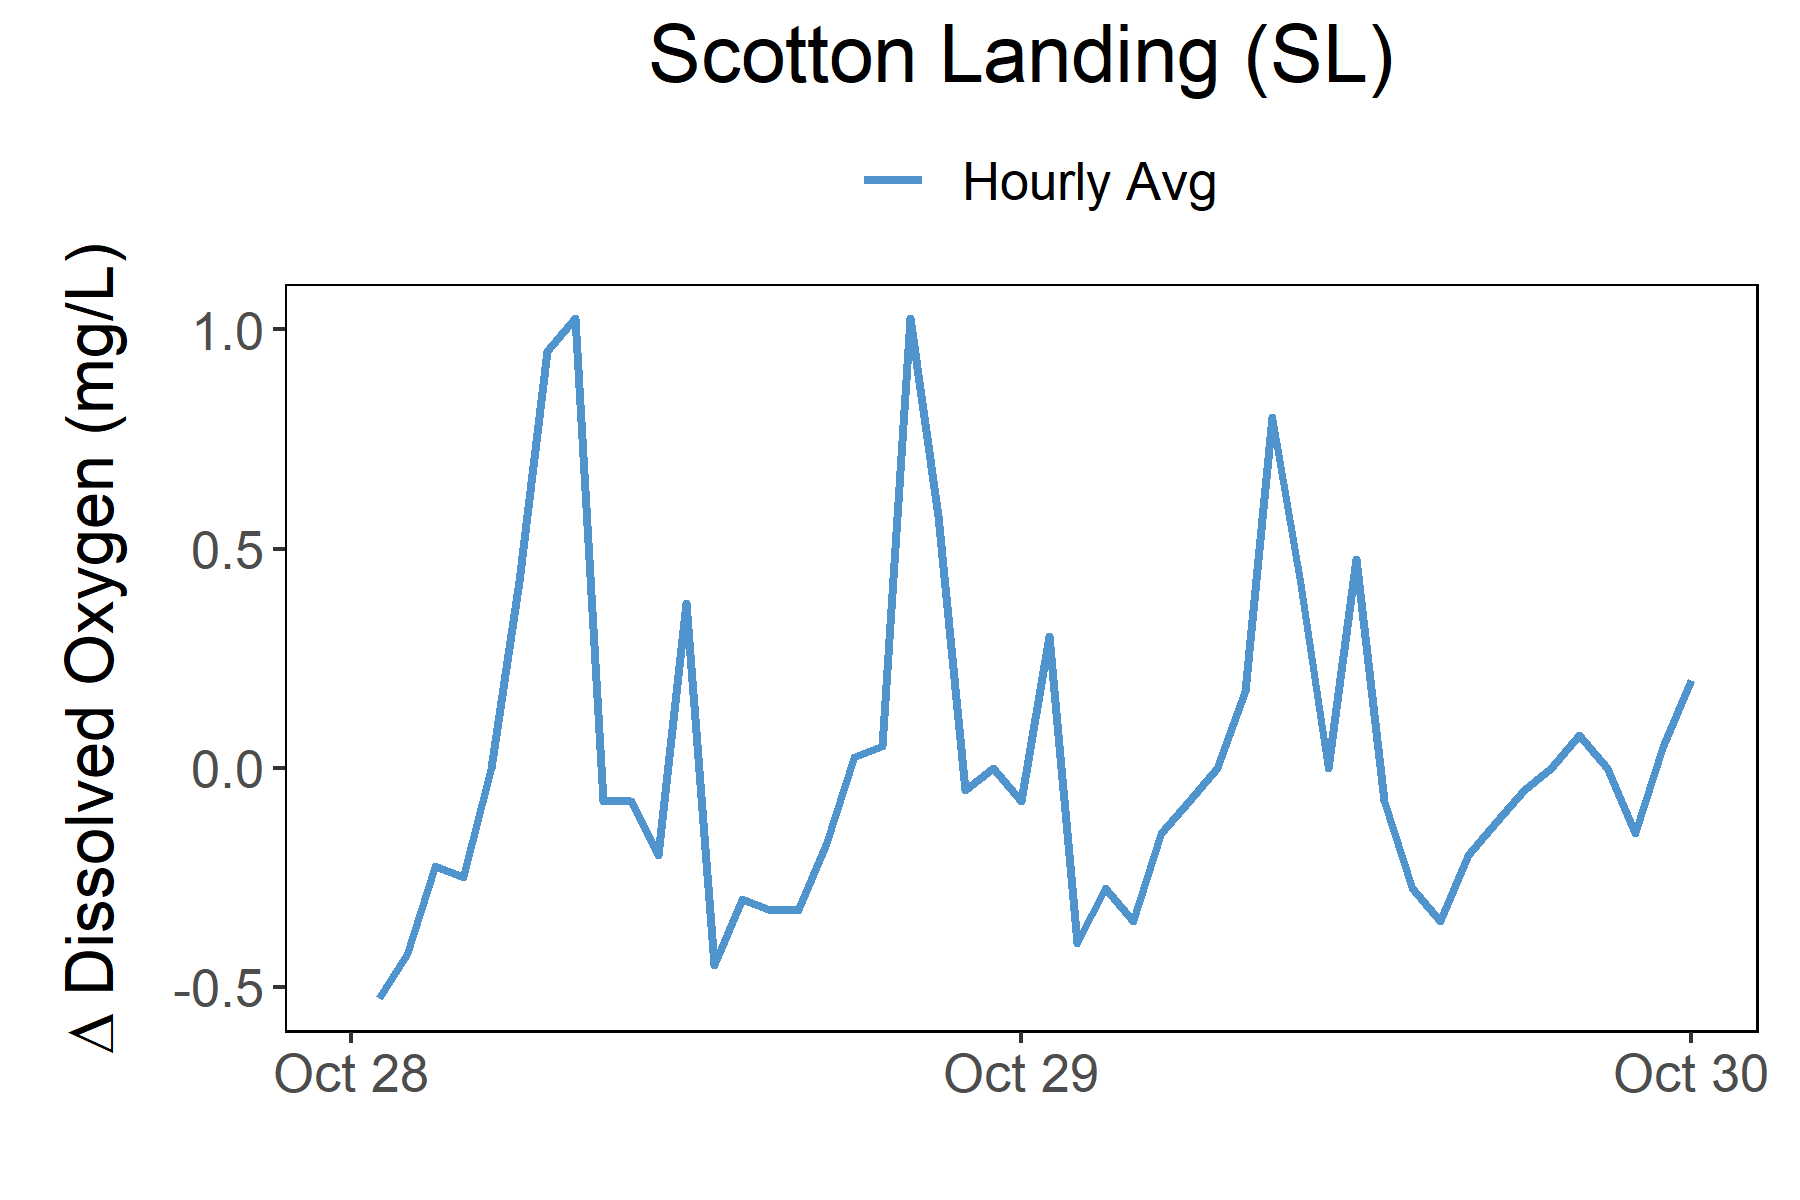 Scotton Landing (SL)
Hourly Avg
Δ Dissolved Oxygen (mg/L)
1.0
0.5
0.0
-0.5
Oct 28
Oct 29
Oct 30